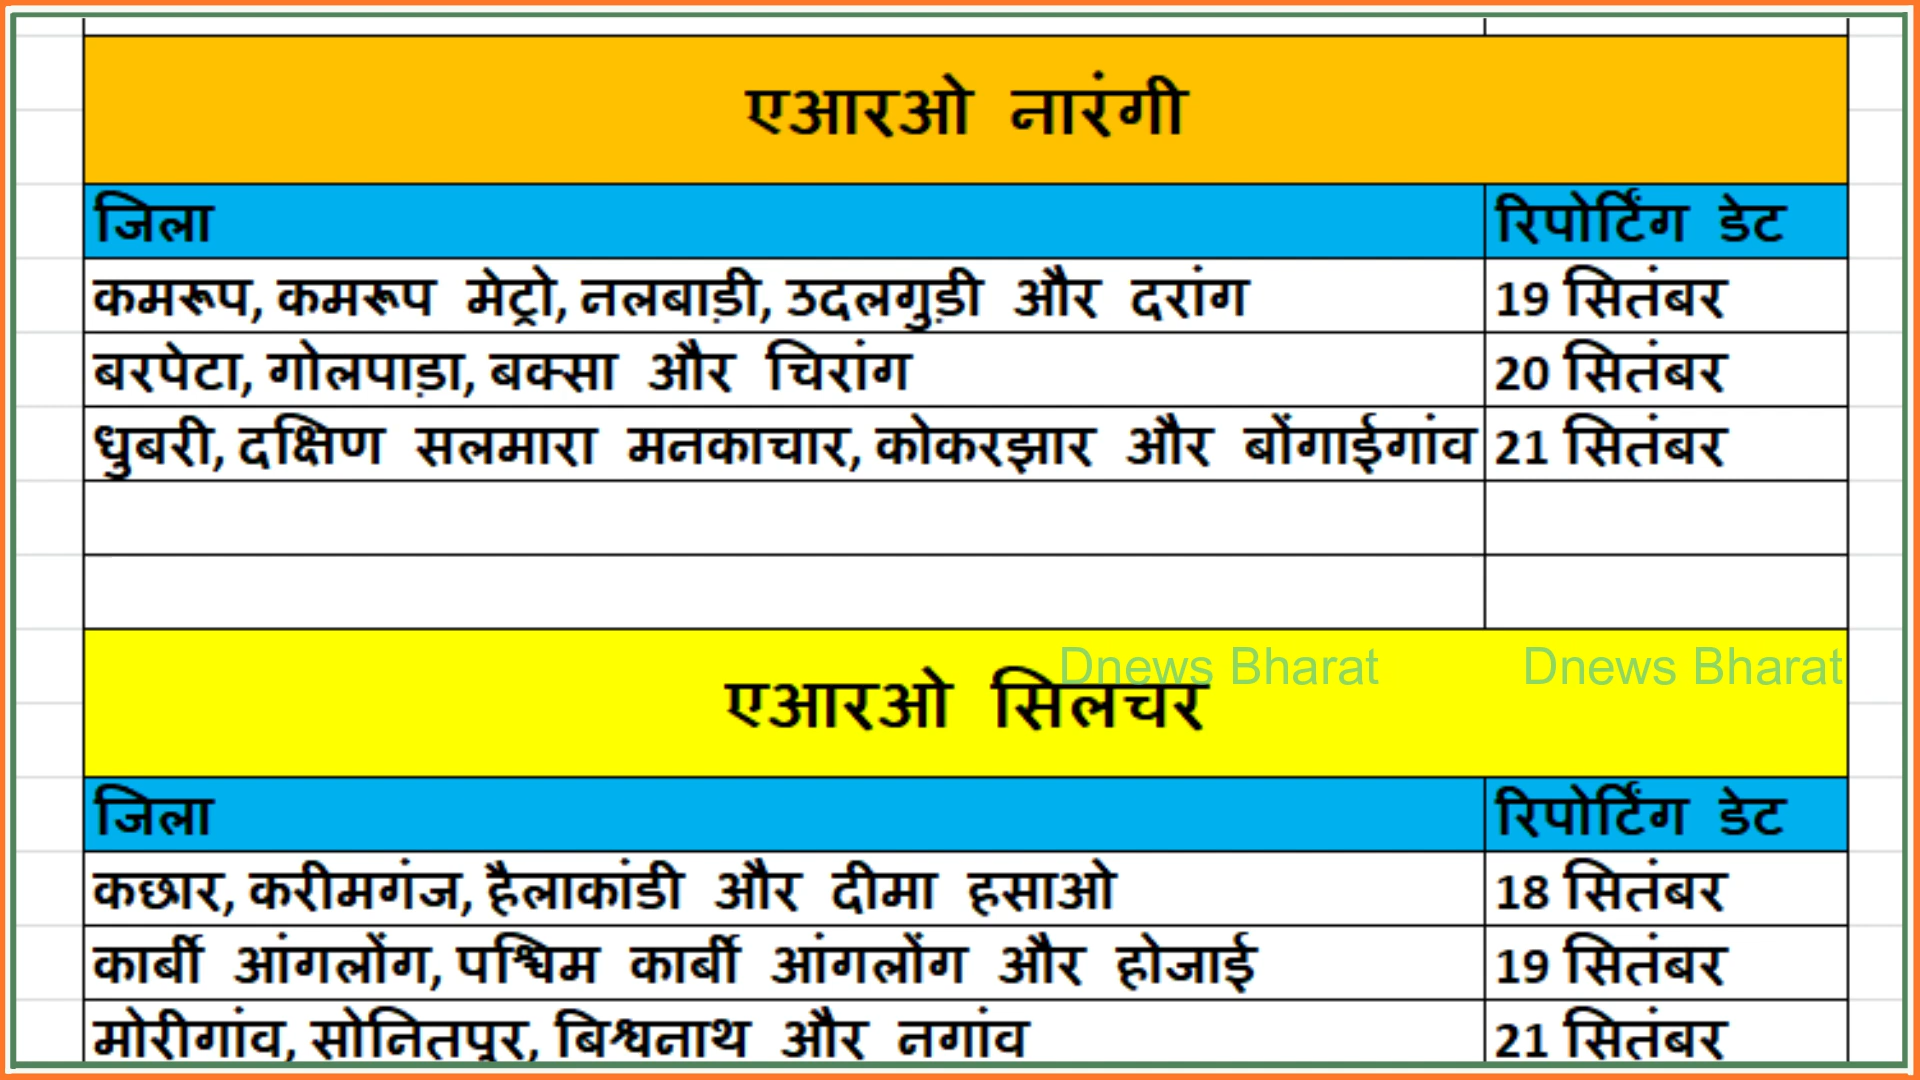 एआरओ नारंगी
जिला रिपोर्टिंग डेट
कमरूप, कमरूप मेट्रो, नलबाड़ी, उदलगुड़ी और दरांग 19 सितंबर
बरपेटा, गोलपाड़ा, बक्सा और चिरांग 20 सितंबर
धुबरी, दक्षिण सलमारा मनकाचार, कोकरझार और बोंगाईगांव 21 सितंबर
Dnews Bharat Dnews Bharat
एआरओ सिलचर
जिला रिपोर्टिंग डेट
कछार, करीमगंज, हैलाकांडी और दीमा हसाओ 18 सितंबर
कार्बी आंगलोंग, पश्चिम कार्बी आंगलोंग और होजाई 19 सितंबर
मोरीगांव, सोनितपुर, बिश्वनाथ और नगांव 21 सितंबर